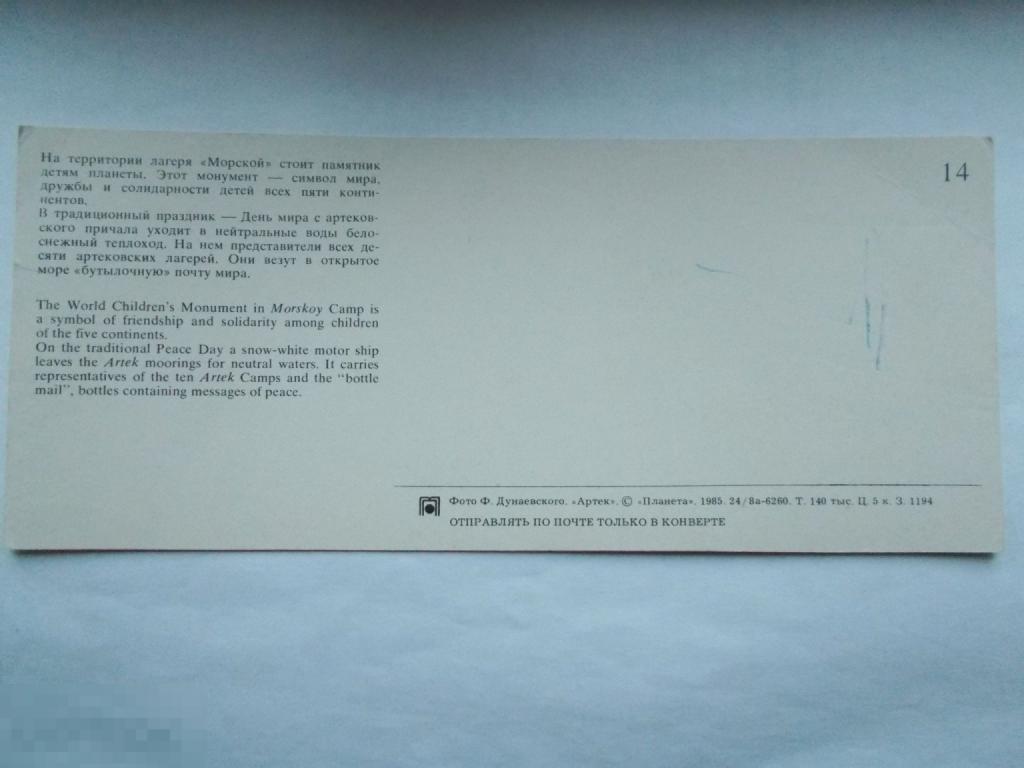 На территории лагеря «Морской» стоит памятник
детям планеты. Этот монумент — символ мира,
дружбы и солидарности детей всех пяти конти-
нентов.
В традиционный праздник — День мира с артеков-
ского причала уходит в нейтральные воды бело-
снежный теплоход. На нем представители всех де-
сяти артековских лагерей. Они везут в открытое
море «бутылочную» почту мира.
The World Children's Monument in Morskoy Camp is
a symbol of friendship and solidarity among children
of the five continents.
On the traditional Peace Day a snow-white motor ship
leaves the Artek moorings for neutral waters. It carries
representatives of the ten Artek Camps and the "bottle
mail", bottles containing messages of peace.
14
Фото Ф. Дунаевского. «Артек». © «Планета». 1985. 24/8а-6260. Т. 140 тыс. Ц. 5 к. З. 1194
ОТПРАВЛЯТЬ ПО ПОЧТЕ ТОЛЬКО В КОНВЕРТЕ